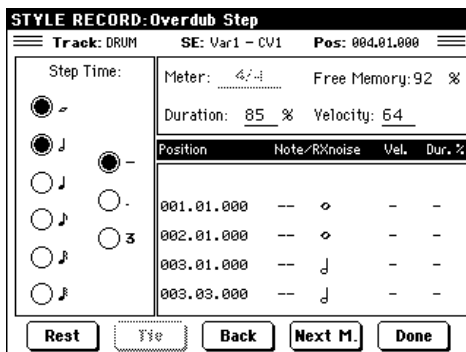 STYLE RECORD:Overdub Step
Track: DRUM SE: Var1 - CV1 Pos: 004.01.000
Step Time:
Meter: 4/4 Free Memory:92 %
Duration: 85 % Velocity: 64
Position Note/RXnoise Vel. Dur. %
001.01.000 -- - -
002.01.000 -- - -
003.01.000 -- - -
003.03.000 -- - -
-
.
3
Rest Tie Back Next M. Done